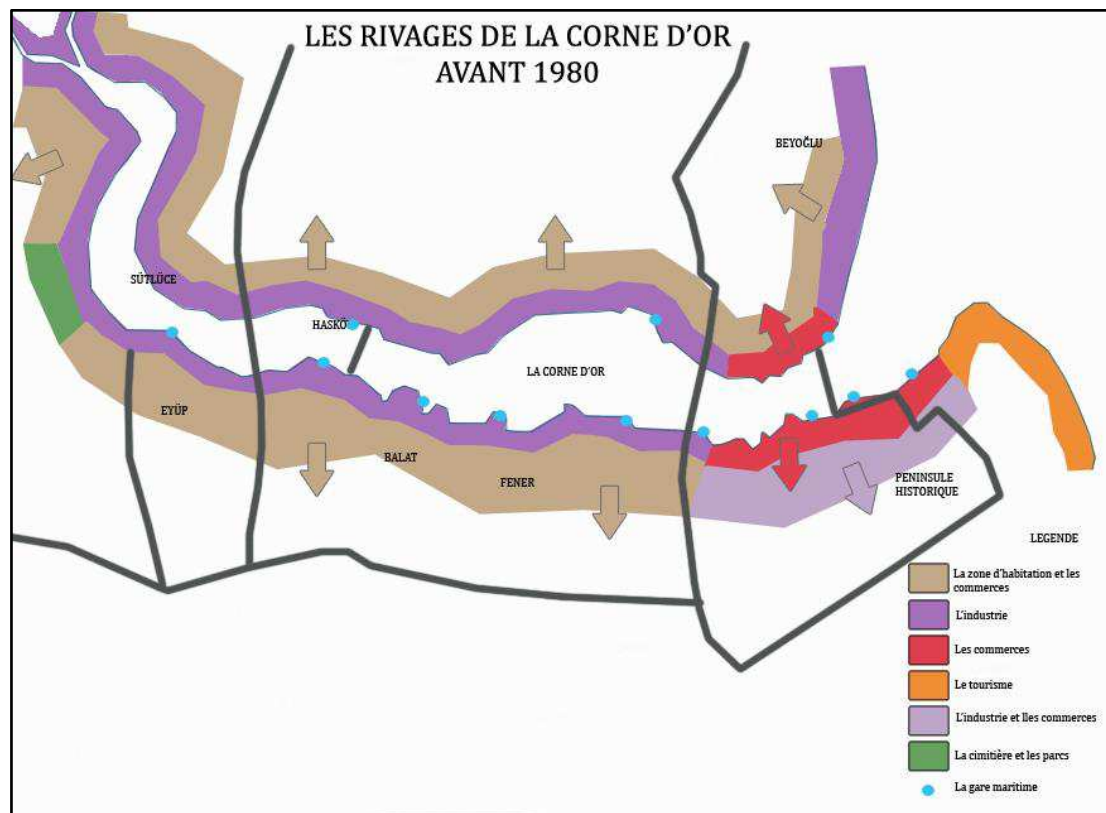 LES RIVAGES DE LA CORNE D'OR
AVANT 1980
BEYOĞLU
SÜTLÜCE
HASKÖ
LA CORNE D'OR
EYÜP
BALAT
FENER
PENINSULE
HISTORIQUE
LEGENDE
La zone d'habitation et les
commerces
L'industrie
Les commerces
Le tourisme
L'industrie et lles commerces
La cimitière et les parcs
La gare maritime